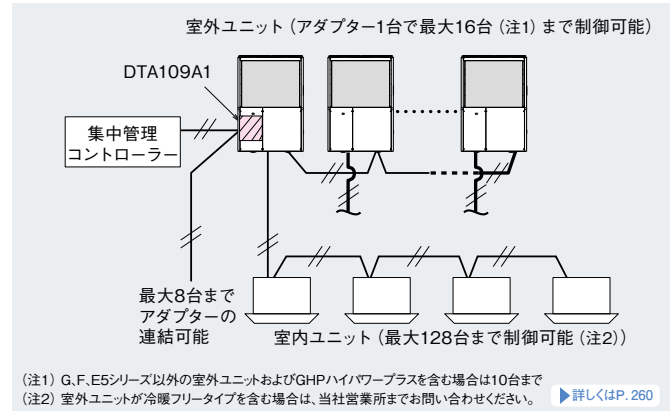 室外ユニット（アダプター1台で最大16台（注1）まで制御可能）
DTA109A1
集中管理
コントローラー
最大8台まで
アダプターの
連結可能
室内ユニット（最大128台まで制御可能（注2））
（注1）G、F、E5シリーズ以外の室外ユニットおよびGHPハイパワープラスを含む場合は10台まで
（注2）室外ユニットが冷暖フリータイプを含む場合は、当社営業所までお問い合わせください。
▶詳しくはP. 260